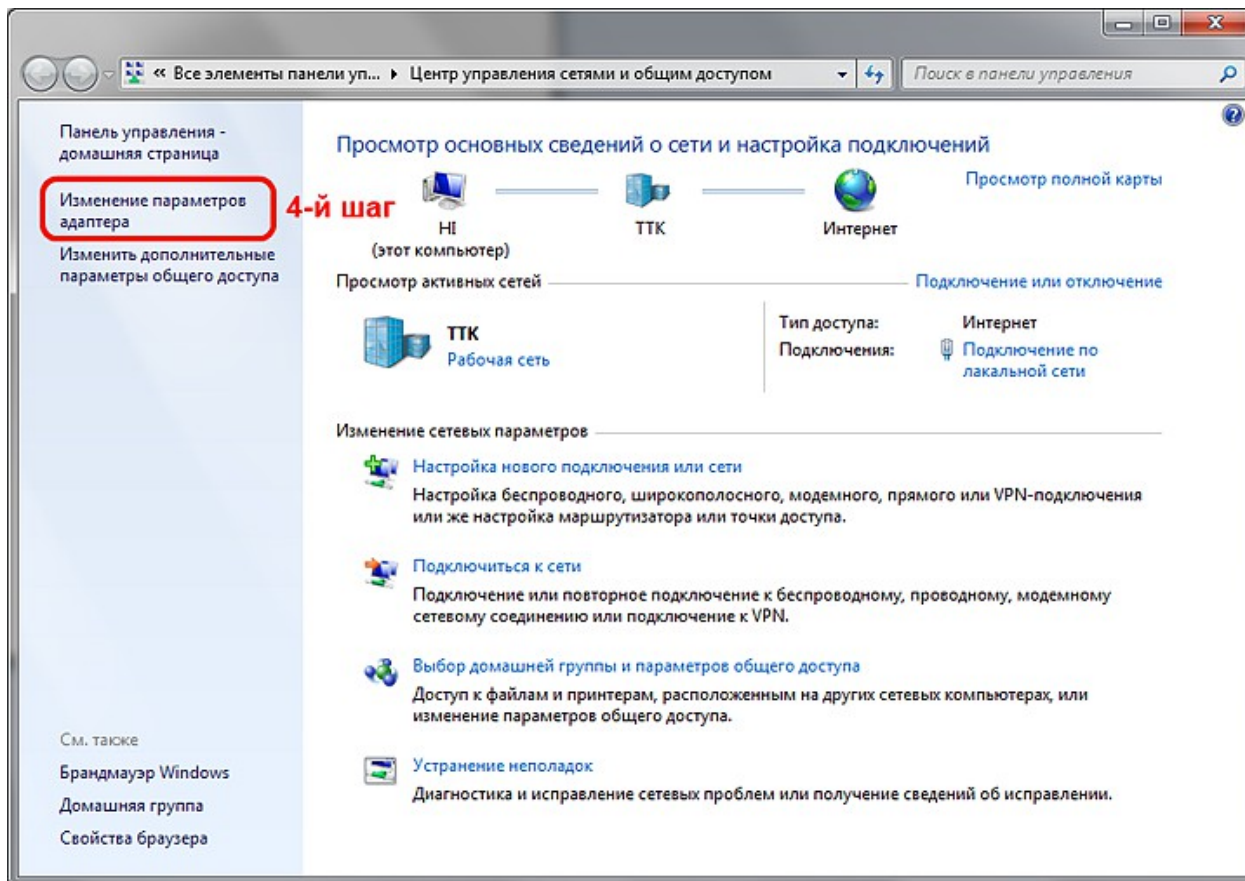 « Все элементы панели уп... ▸ Центр управления сетями и общим доступом
Поиск в панели управления
Панель управления -
домашняя страница
Изменение параметров
адаптера
4-й шаг
Изменить дополнительные
параметры общего доступа
См. также
Брандмауэр Windows
Домашняя группа
Свойства браузера
Просмотр основных сведений о сети и настройка подключений
Просмотр полной карты
HI
(этот компьютер)
ТТК
Интернет
Просмотр активных сетей
Подключение или отключение
ТТК
Рабочая сеть
Тип доступа: Интернет
Подключения: Подключение по
лакальной сети
Изменение сетевых параметров
Настройка нового подключения или сети
Настройка беспроводного, широкополосного, модемного, прямого или VPN-подключения
или же настройка маршрутизатора или точки доступа.
Подключиться к сети
Подключение или повторное подключение к беспроводному, проводному, модемному
сетевому соединению или подключение к VPN.
Выбор домашней группы и параметров общего доступа
Доступ к файлам и принтерам, расположенным на других сетевых компьютерах, или
изменение параметров общего доступа.
Устранение неполадок
Диагностика и исправление сетевых проблем или получение сведений об исправлении.